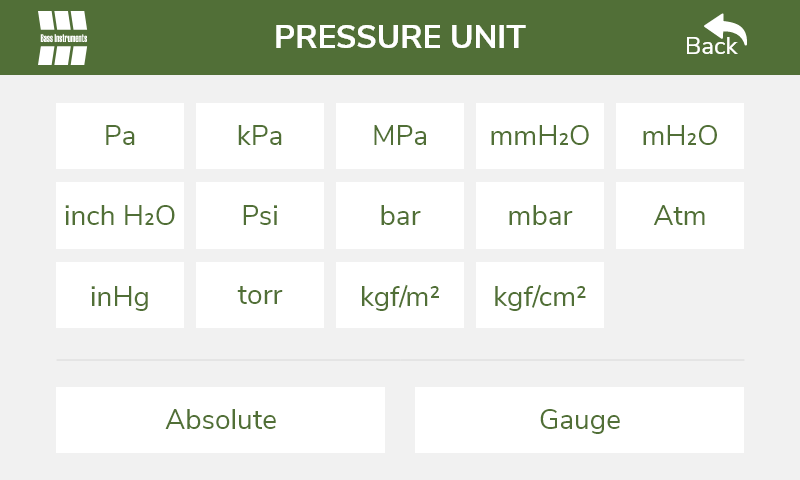 Bass Instruments
PRESSURE UNIT
Back
Pa
kPa
MPa
mmH₂O
mH₂O
inch H₂O
Psi
bar
mbar
Atm
inHg
torr
kgf/m²
kgf/cm²
Absolute
Gauge